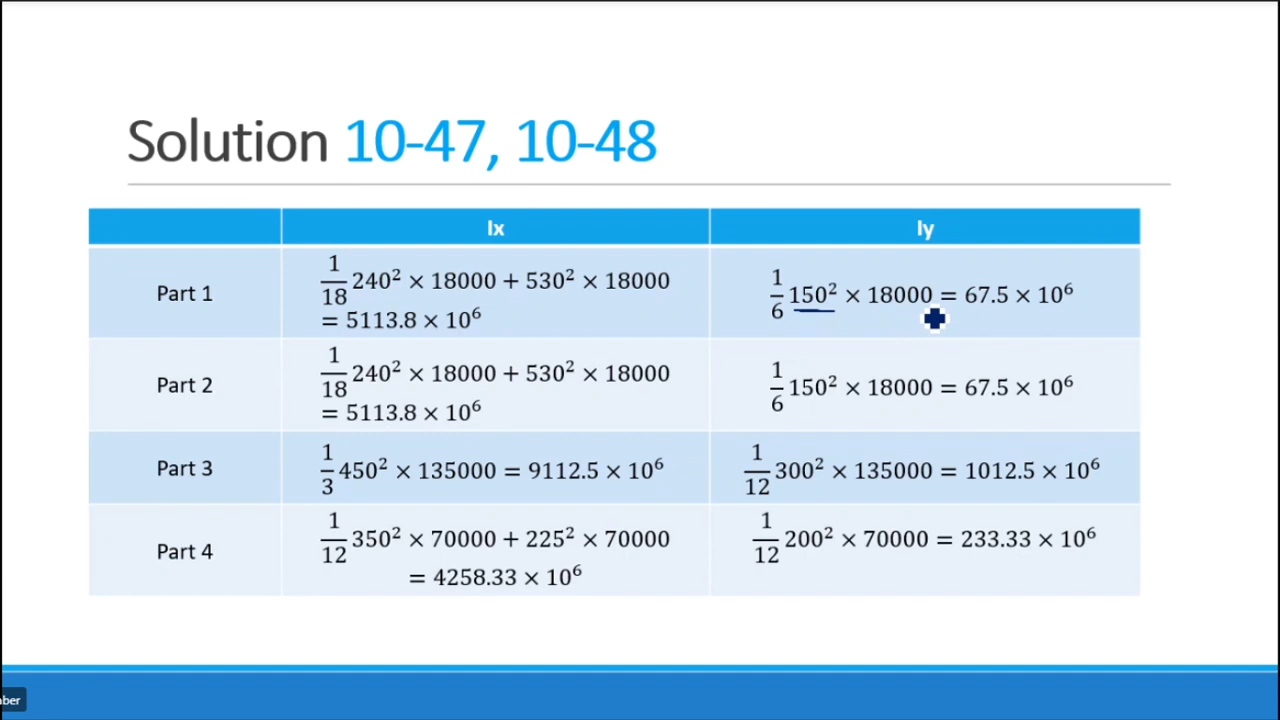 Solution 10-47, 10-48
Ix Iy
Part 1
1/18 240² × 18000 + 530² × 18000
= 5113.8 × 10⁶
1/6 150² × 18000 = 67.5 × 10⁶
Part 2
1/18 240² × 18000 + 530² × 18000
= 5113.8 × 10⁶
1/6 150² × 18000 = 67.5 × 10⁶
Part 3
1/3 450² × 135000 = 9112.5 × 10⁶
1/12 300² × 135000 = 1012.5 × 10⁶
Part 4
1/12 350² × 70000 + 225² × 70000
= 4258.33 × 10⁶
1/12 200² × 70000 = 233.33 × 10⁶